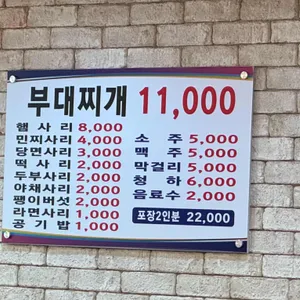 부대찌개 11,000
햄사리 8,000
민찌사리 4,000
당면사리 3,000
떡사리 2,000
두부사리 2,000
야채사리 2,000
팽이버섯 2,000
라면사리 1,000
공기밥 1,000
소주 5,000
맥주 5,000
막걸리 5,000
청하 6,000
음료수 2,000
포장2인분 22,000